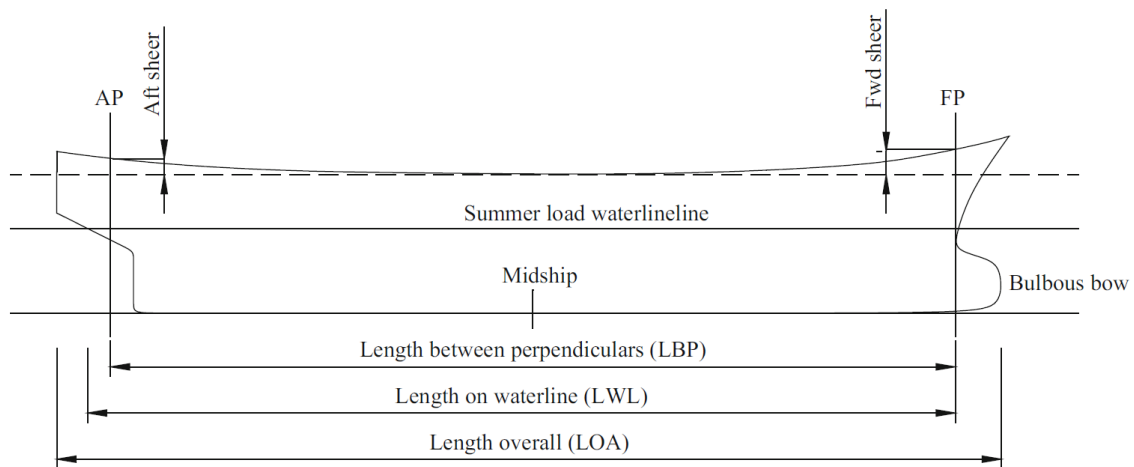 Aft sheer
Fwd sheer
AP
FP
Summer load waterlineline
Midship
Bulbous bow
Length between perpendiculars (LBP)
Length on waterline (LWL)
Length overall (LOA)